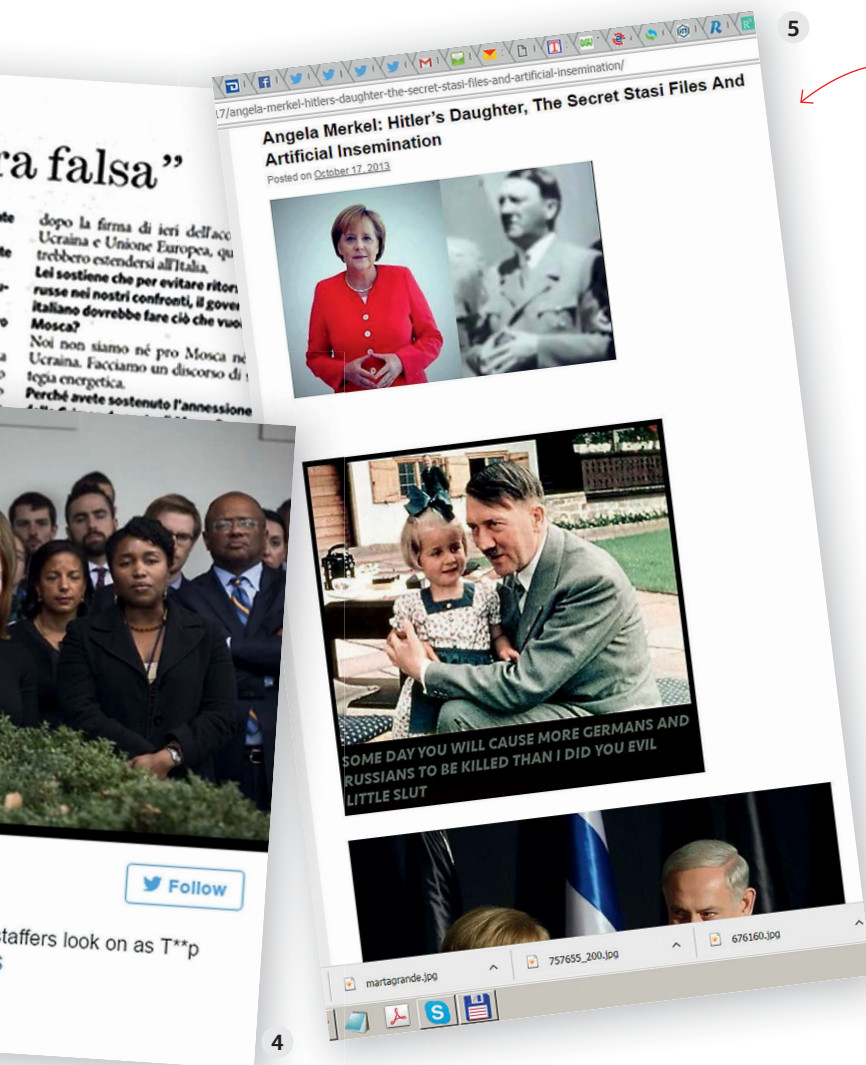 5
17/angela-merkel-hitlers-daughter-the-secret-stasi-files-and-artificial-insemination/
Angela Merkel: Hitler's Daughter, The Secret Stasi Files And
Artificial Insemination
Posted on October 17, 2013
ra falsa”
dopo la firma di ieri dell'acc
Ucraina e Unione Europea, qu
trebbero estendersi all'Italia.
Lei sostiene che per evitare ritor
russe nei nostri confronti, il gover
italiano dovrebbe fare ciò che vuol
Mosca?
Noi non siamo né pro Mosca né
Ucraina. Facciamo un discorso di
tegia energetica.
Perché avete sostenuto l'annessione
SOME DAY YOU WILL CAUSE MORE GERMANS AND
RUSSIANS TO BE KILLED THAN I DID YOU EVIL
LITTLE SLUT
Follow
staffers look on as T**p
4
martagrande.jpg
757655_200.jpg
676160.jpg